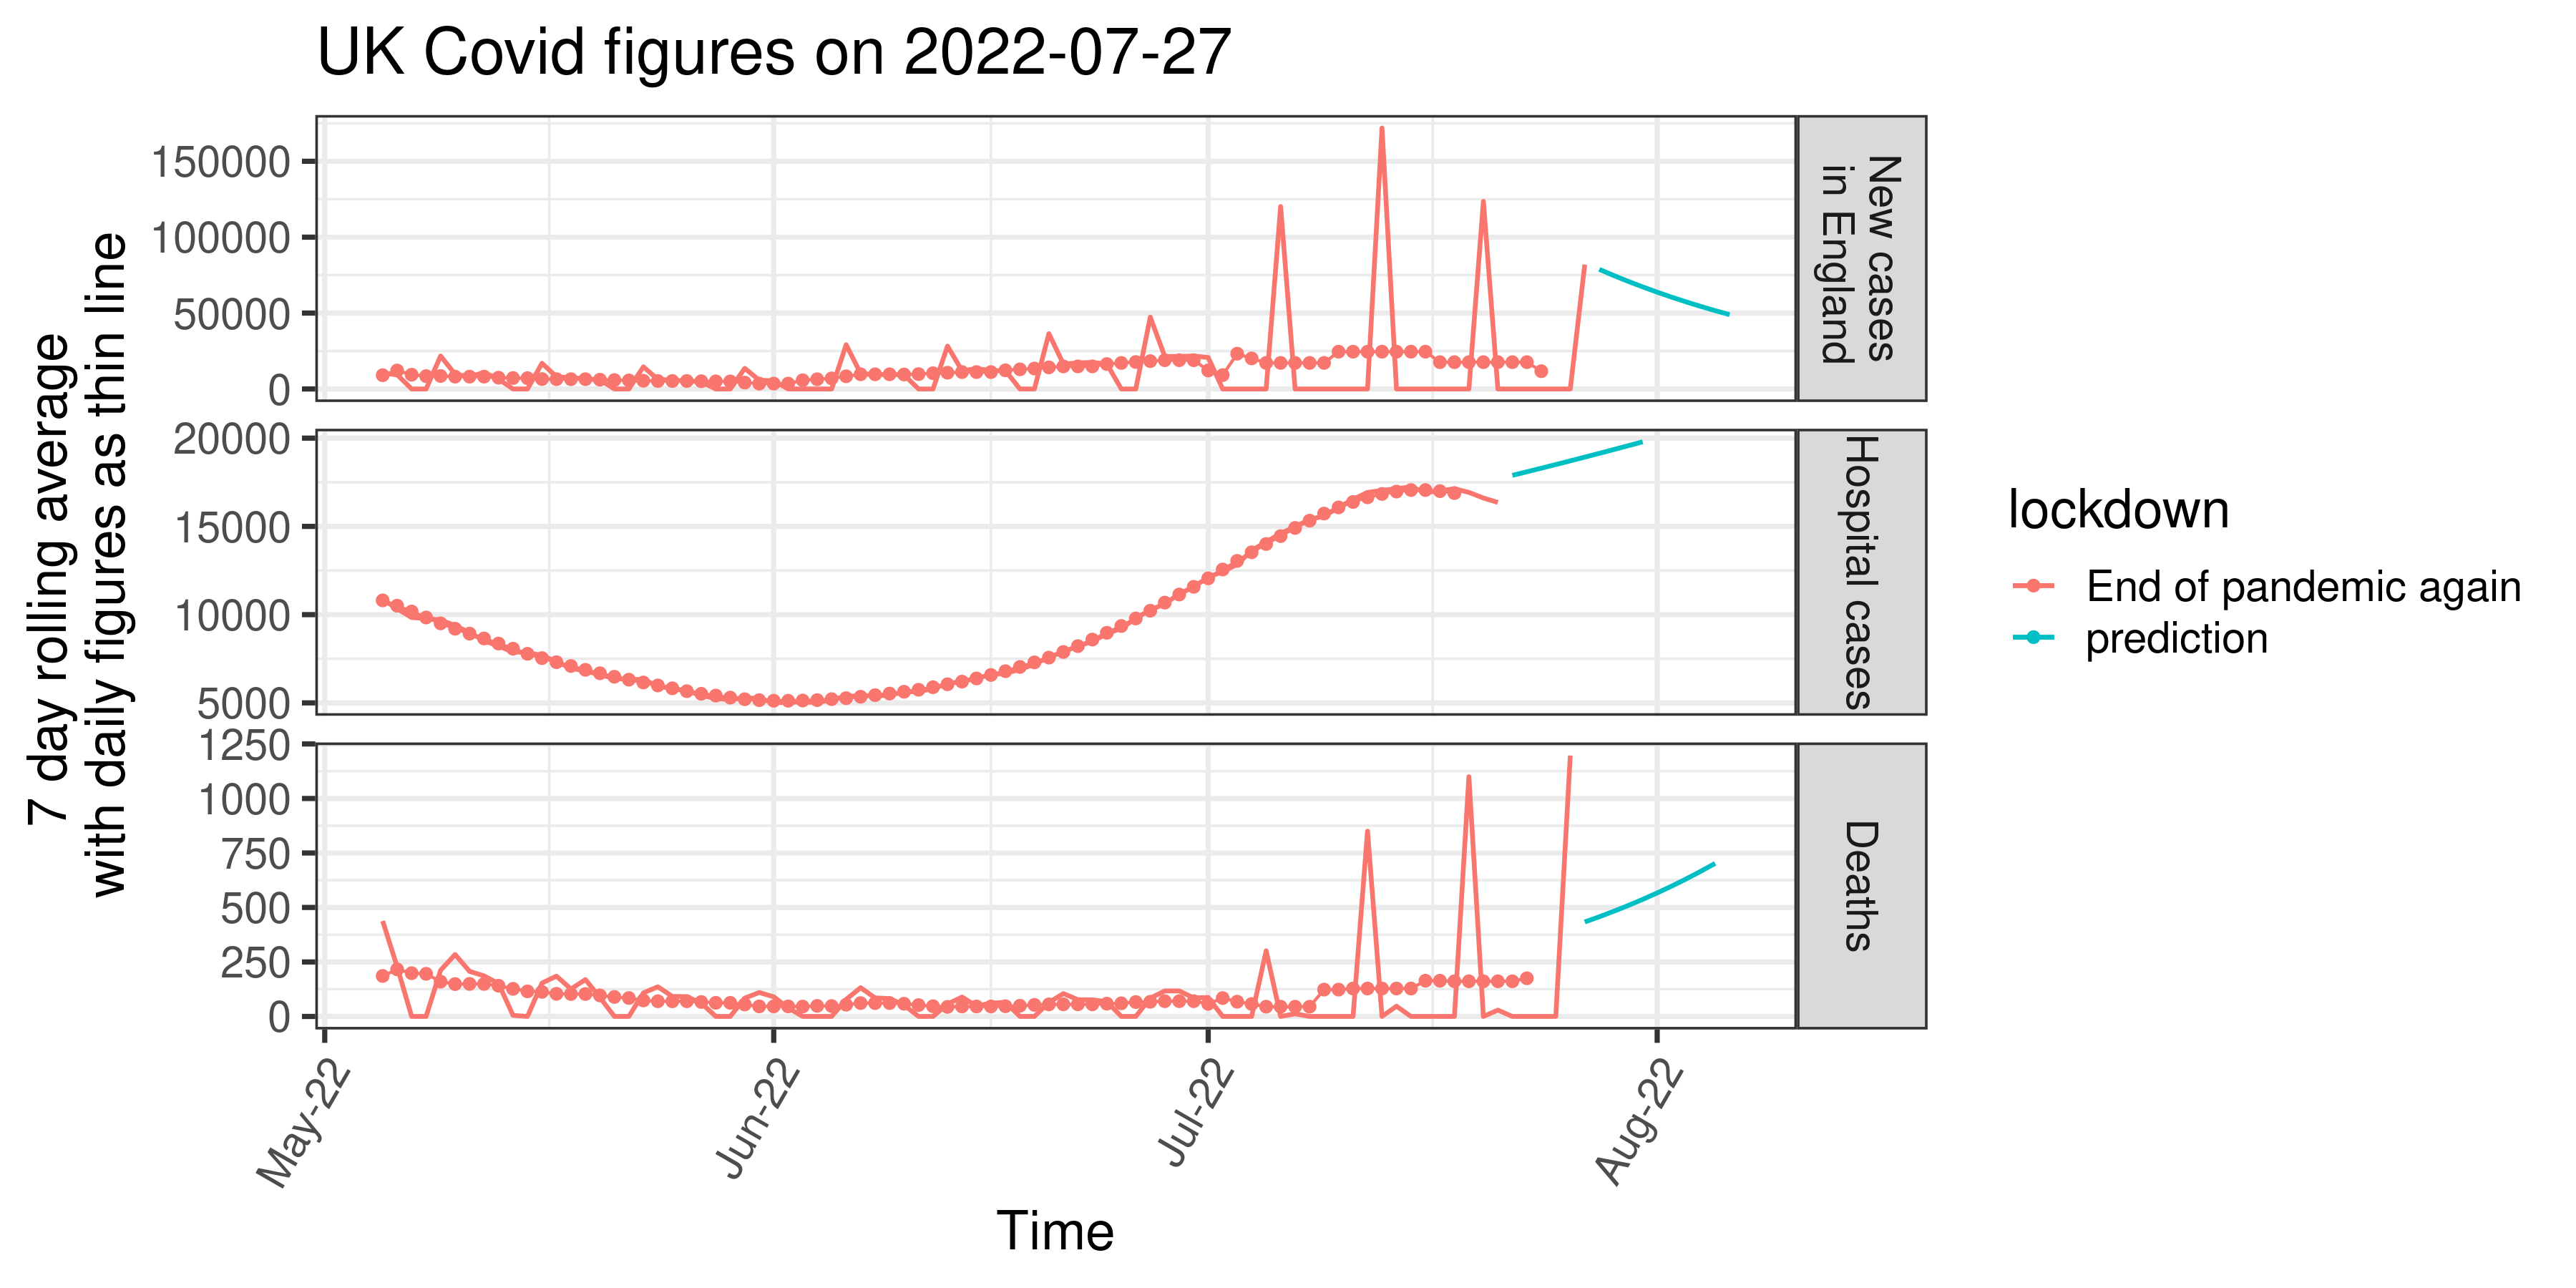 UK Covid figures on 2022-07-27
7 day rolling average
with daily figures as thin line
150000
100000
50000
0
New cases
in England
20000
15000
10000
5000
Hospital cases
1250
1000
750
500
250
0
Deaths
May-22
Jun-22
Jul-22
Aug-22
Time
lockdown
End of pandemic again
prediction